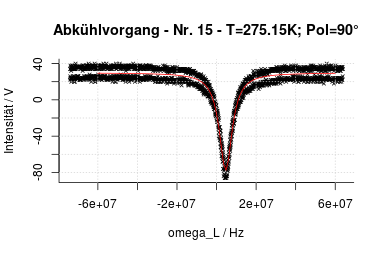 Abkühlvorgang - Nr. 15 - T=275.15K; Pol=90°
Intensität / V
40
0
-40
-80
-6e+07
-2e+07
2e+07
6e+07
omega_L / Hz